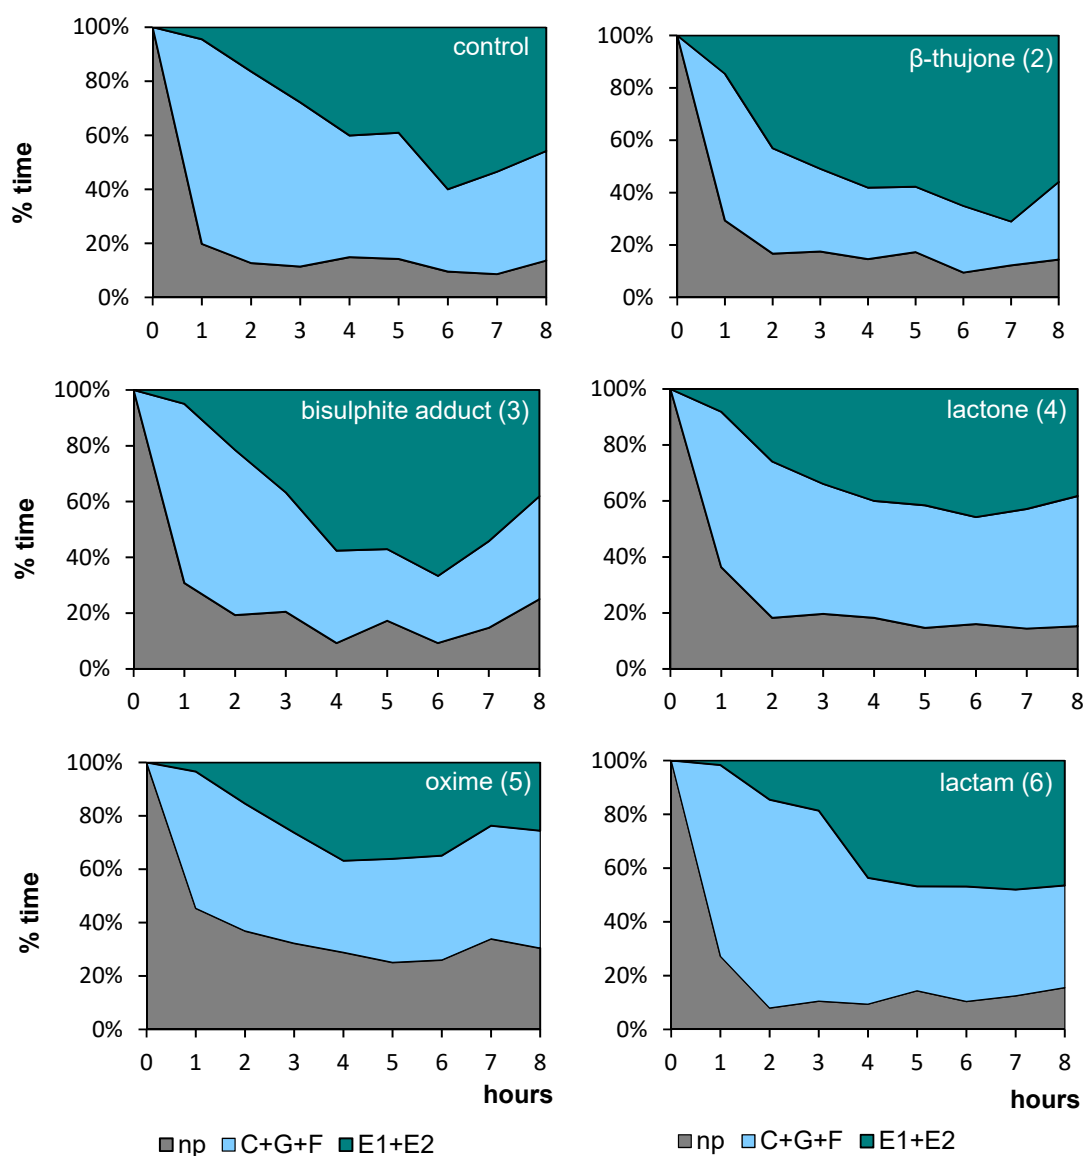 control
100%
80%
60%
40%
20%
0%
% time
0 1 2 3 4 5 6 7 8
β-thujone (2)
100%
80%
60%
40%
20%
0%
0 1 2 3 4 5 6 7 8
bisulphite adduct (3)
100%
80%
60%
40%
20%
0%
% time
0 1 2 3 4 5 6 7 8
lactone (4)
100%
80%
60%
40%
20%
0%
0 1 2 3 4 5 6 7 8
oxime (5)
100%
80%
60%
40%
20%
0%
% time
0 1 2 3 4 5 6 7 8
hours
lactam (6)
100%
80%
60%
40%
20%
0%
0 1 2 3 4 5 6 7 8
hours
np C+G+F E1+E2
np C+G+F E1+E2